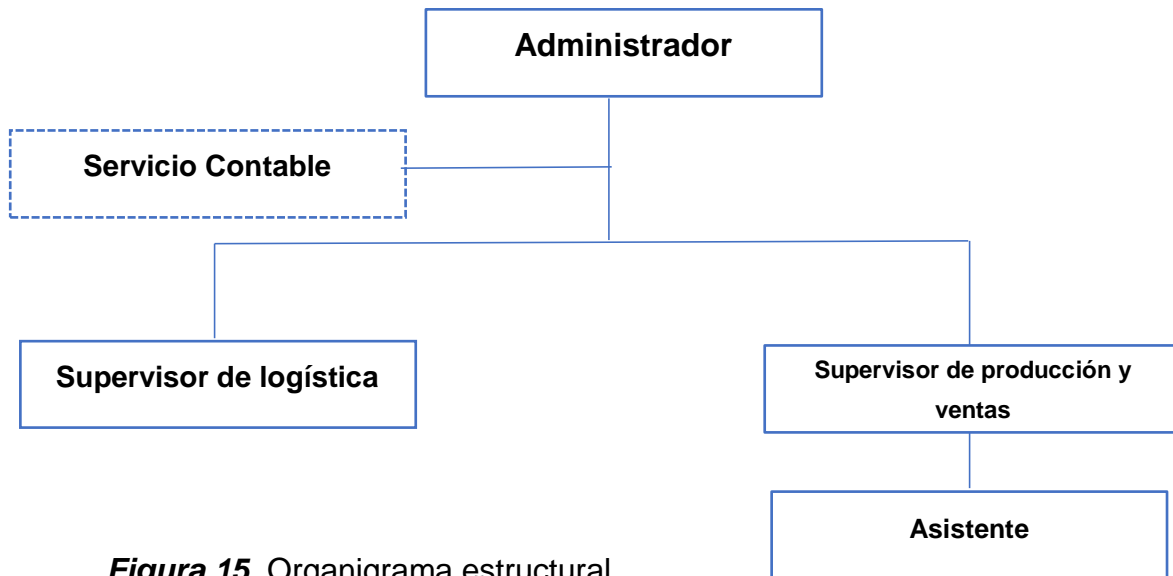 Administrador
Servicio Contable
Supervisor de logística
Supervisor de producción y
ventas
Asistente
Figura 15. Organigrama estructural